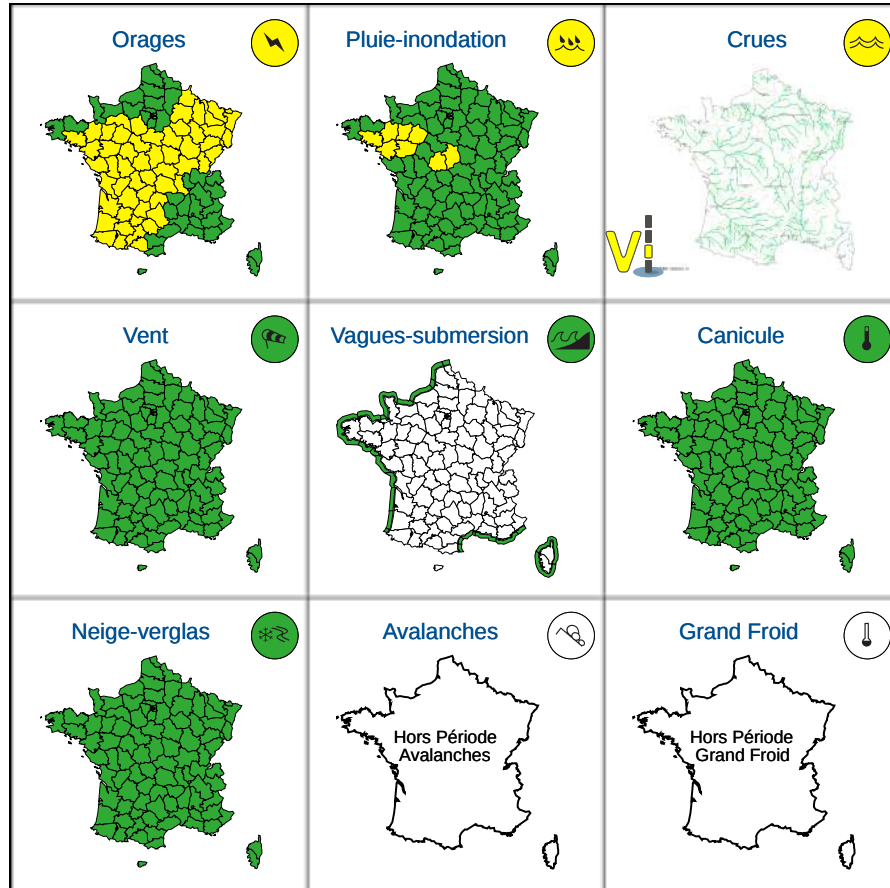 Orages
Pluie-inondation
Crues
Vi
Vent
Vagues-submersion
Canicule
Neige-verglas
Avalanches
Grand Froid
Hors Période
Avalanches
Hors Période
Grand Froid